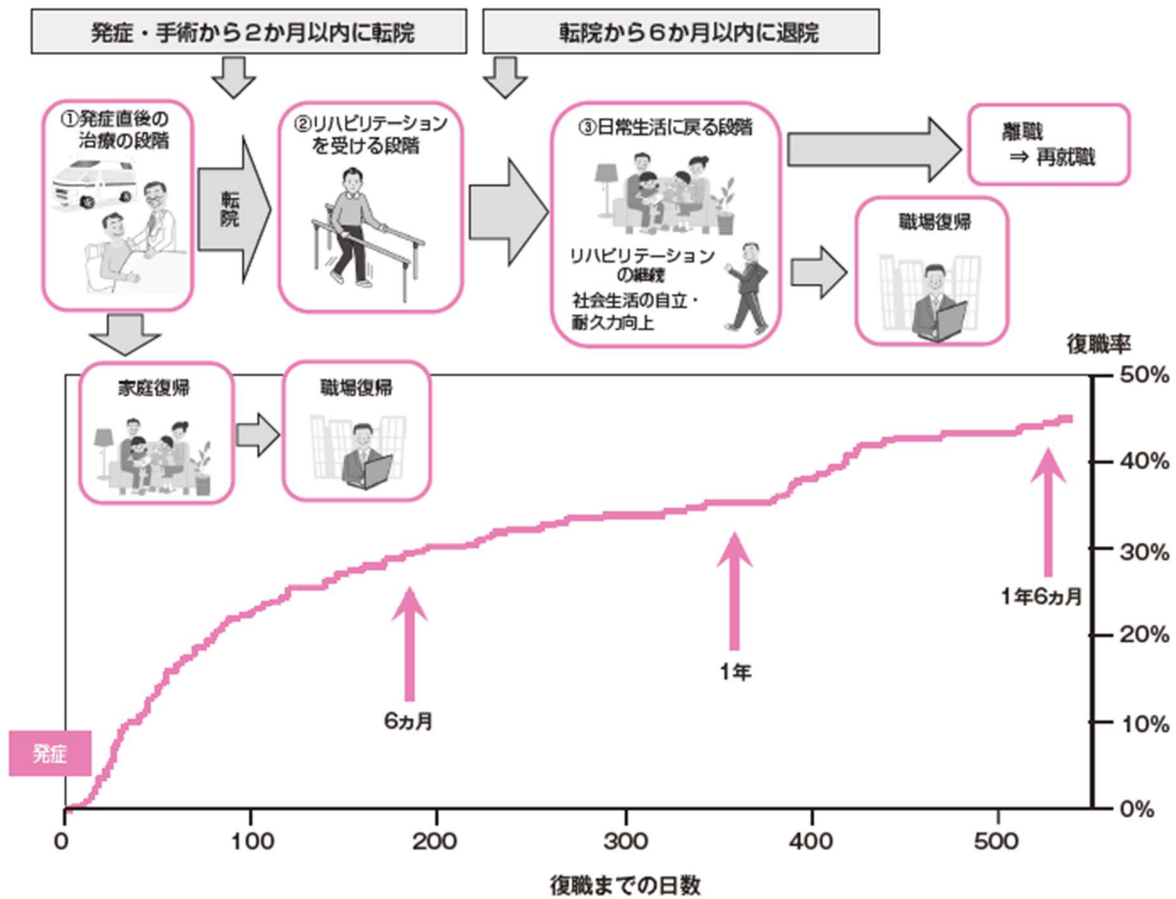 発症・手術から2か月以内に転院
転院から6か月以内に退院
①発症直後の
治療の段階
転院
②リハビリテーション
を受ける段階
③日常生活に戻る段階
リハビリテーション
の継続
社会生活の自立・
耐久力向上
離職
⇒ 再就職
職場復帰
家庭復帰
職場復帰
復職率
50%
40%
30%
20%
10%
0%
発症
6ヵ月
1年
1年6ヵ月
0
100
200
300
400
500
復職までの日数